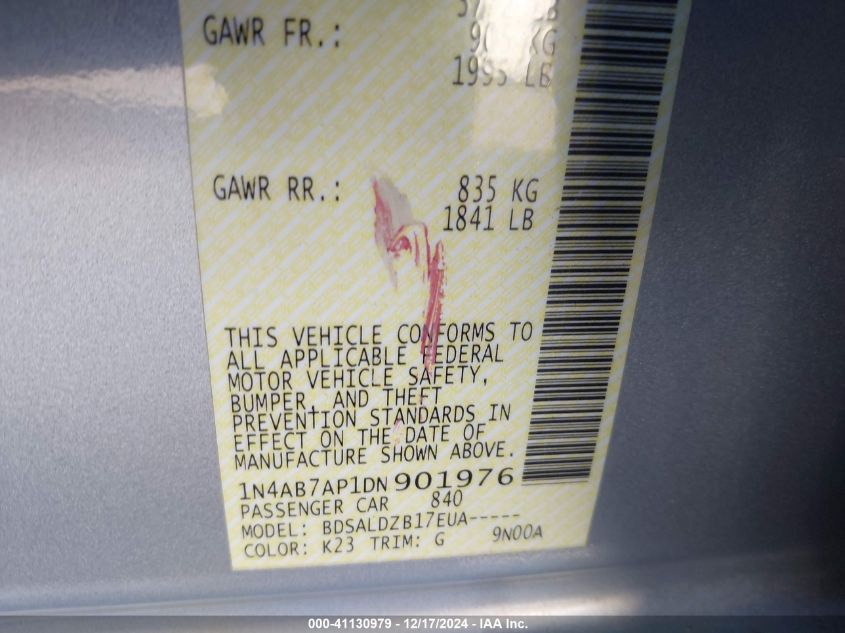 GAWR FR.:
KG
1995 LB
GAWR RR.: 835 KG
1841 LB
THIS VEHICLE CONFORMS TO
ALL APPLICABLE FEDERAL
MOTOR VEHICLE SAFETY,
BUMPER, AND THEFT
PREVENTION STANDARDS IN
EFFECT ON THE DATE OF
MANUFACTURE SHOWN ABOVE.
1N4AB7AP1DN901976
PASSENGER CAR 840
MODEL: BDSALDZB17EUA-----
COLOR: K23 TRIM: G 9N00A
000-41130979 - 12/17/2024 - IAA Inc.